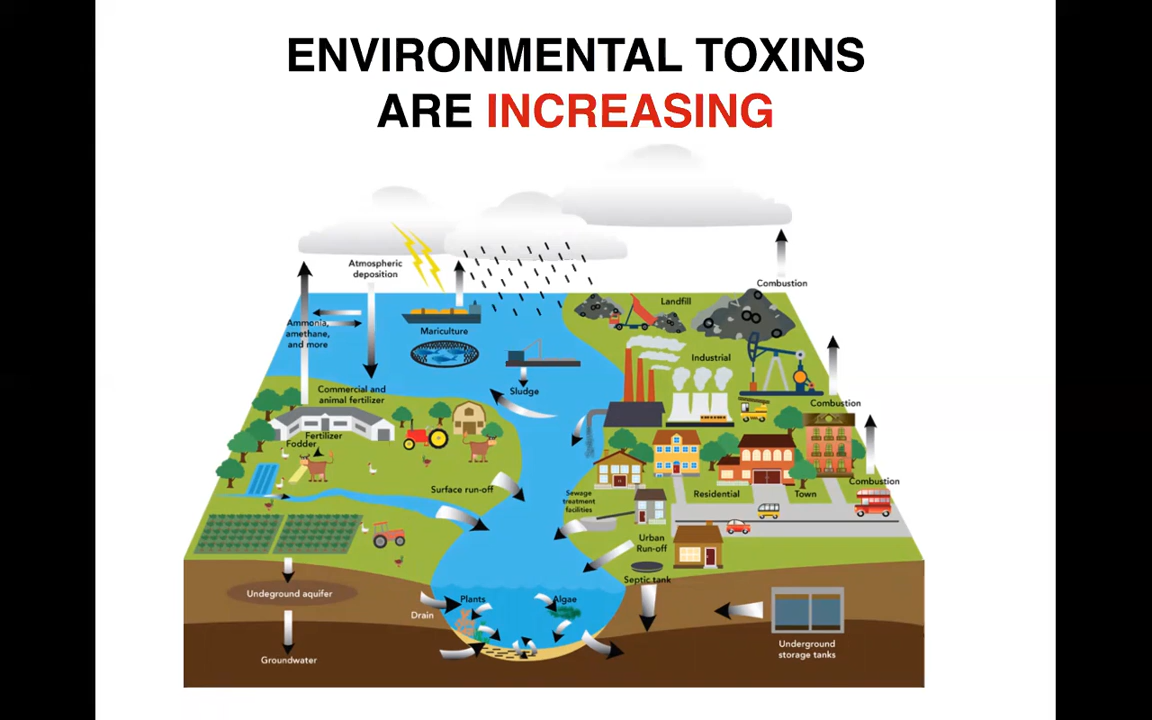 ENVIRONMENTAL TOXINS
ARE INCREASING
Atmospheric
deposition
Combustion
Landfill
Ammonia,
amethane,
and more
Mariculture
Industrial
Sludge
Commercial and
animal fertilizer
Combustion
Fertilizer
Fodder
Surface run-off
Sewage
treatment
facilities
Residential
Town
Combustion
Urban
Run-off
Septic tank
Undeground aquifer
Plants
Algae
Drain
Underground
storage tanks
Groundwater